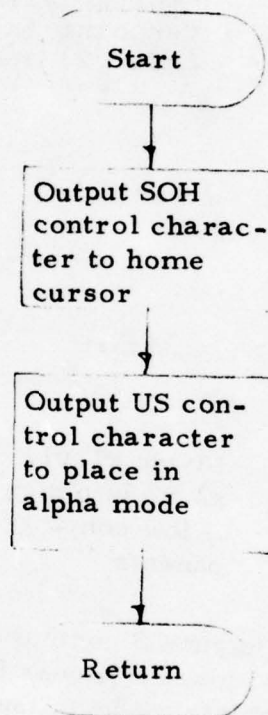 Start
Output SOH
control charac-
ter to home
cursor
Output US con-
trol character
to place in
alpha mode
Return